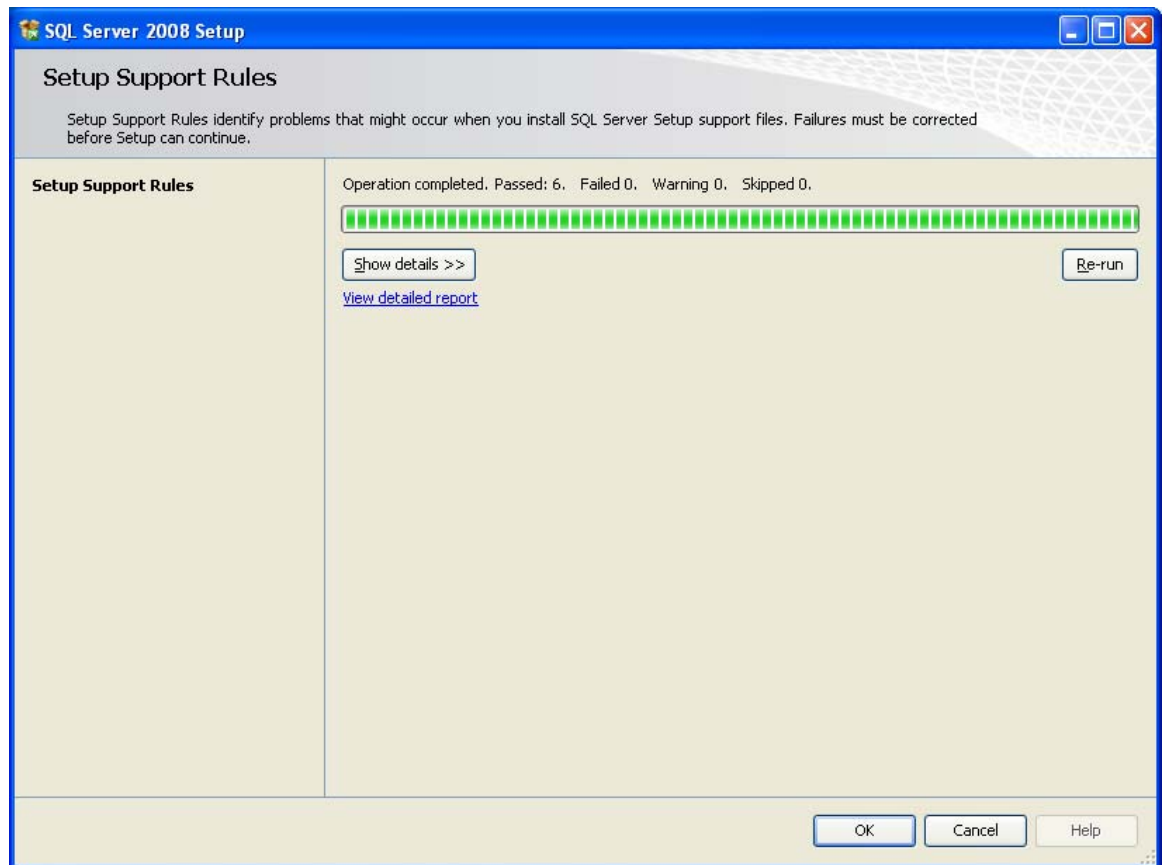 SQL Server 2008 Setup
Setup Support Rules
Setup Support Rules identify problems that might occur when you install SQL Server Setup support files. Failures must be corrected
before Setup can continue.
Setup Support Rules
Operation completed. Passed: 6. Failed 0. Warning 0. Skipped 0.
Show details >>
Re-run
View detailed report
OK
Cancel
Help